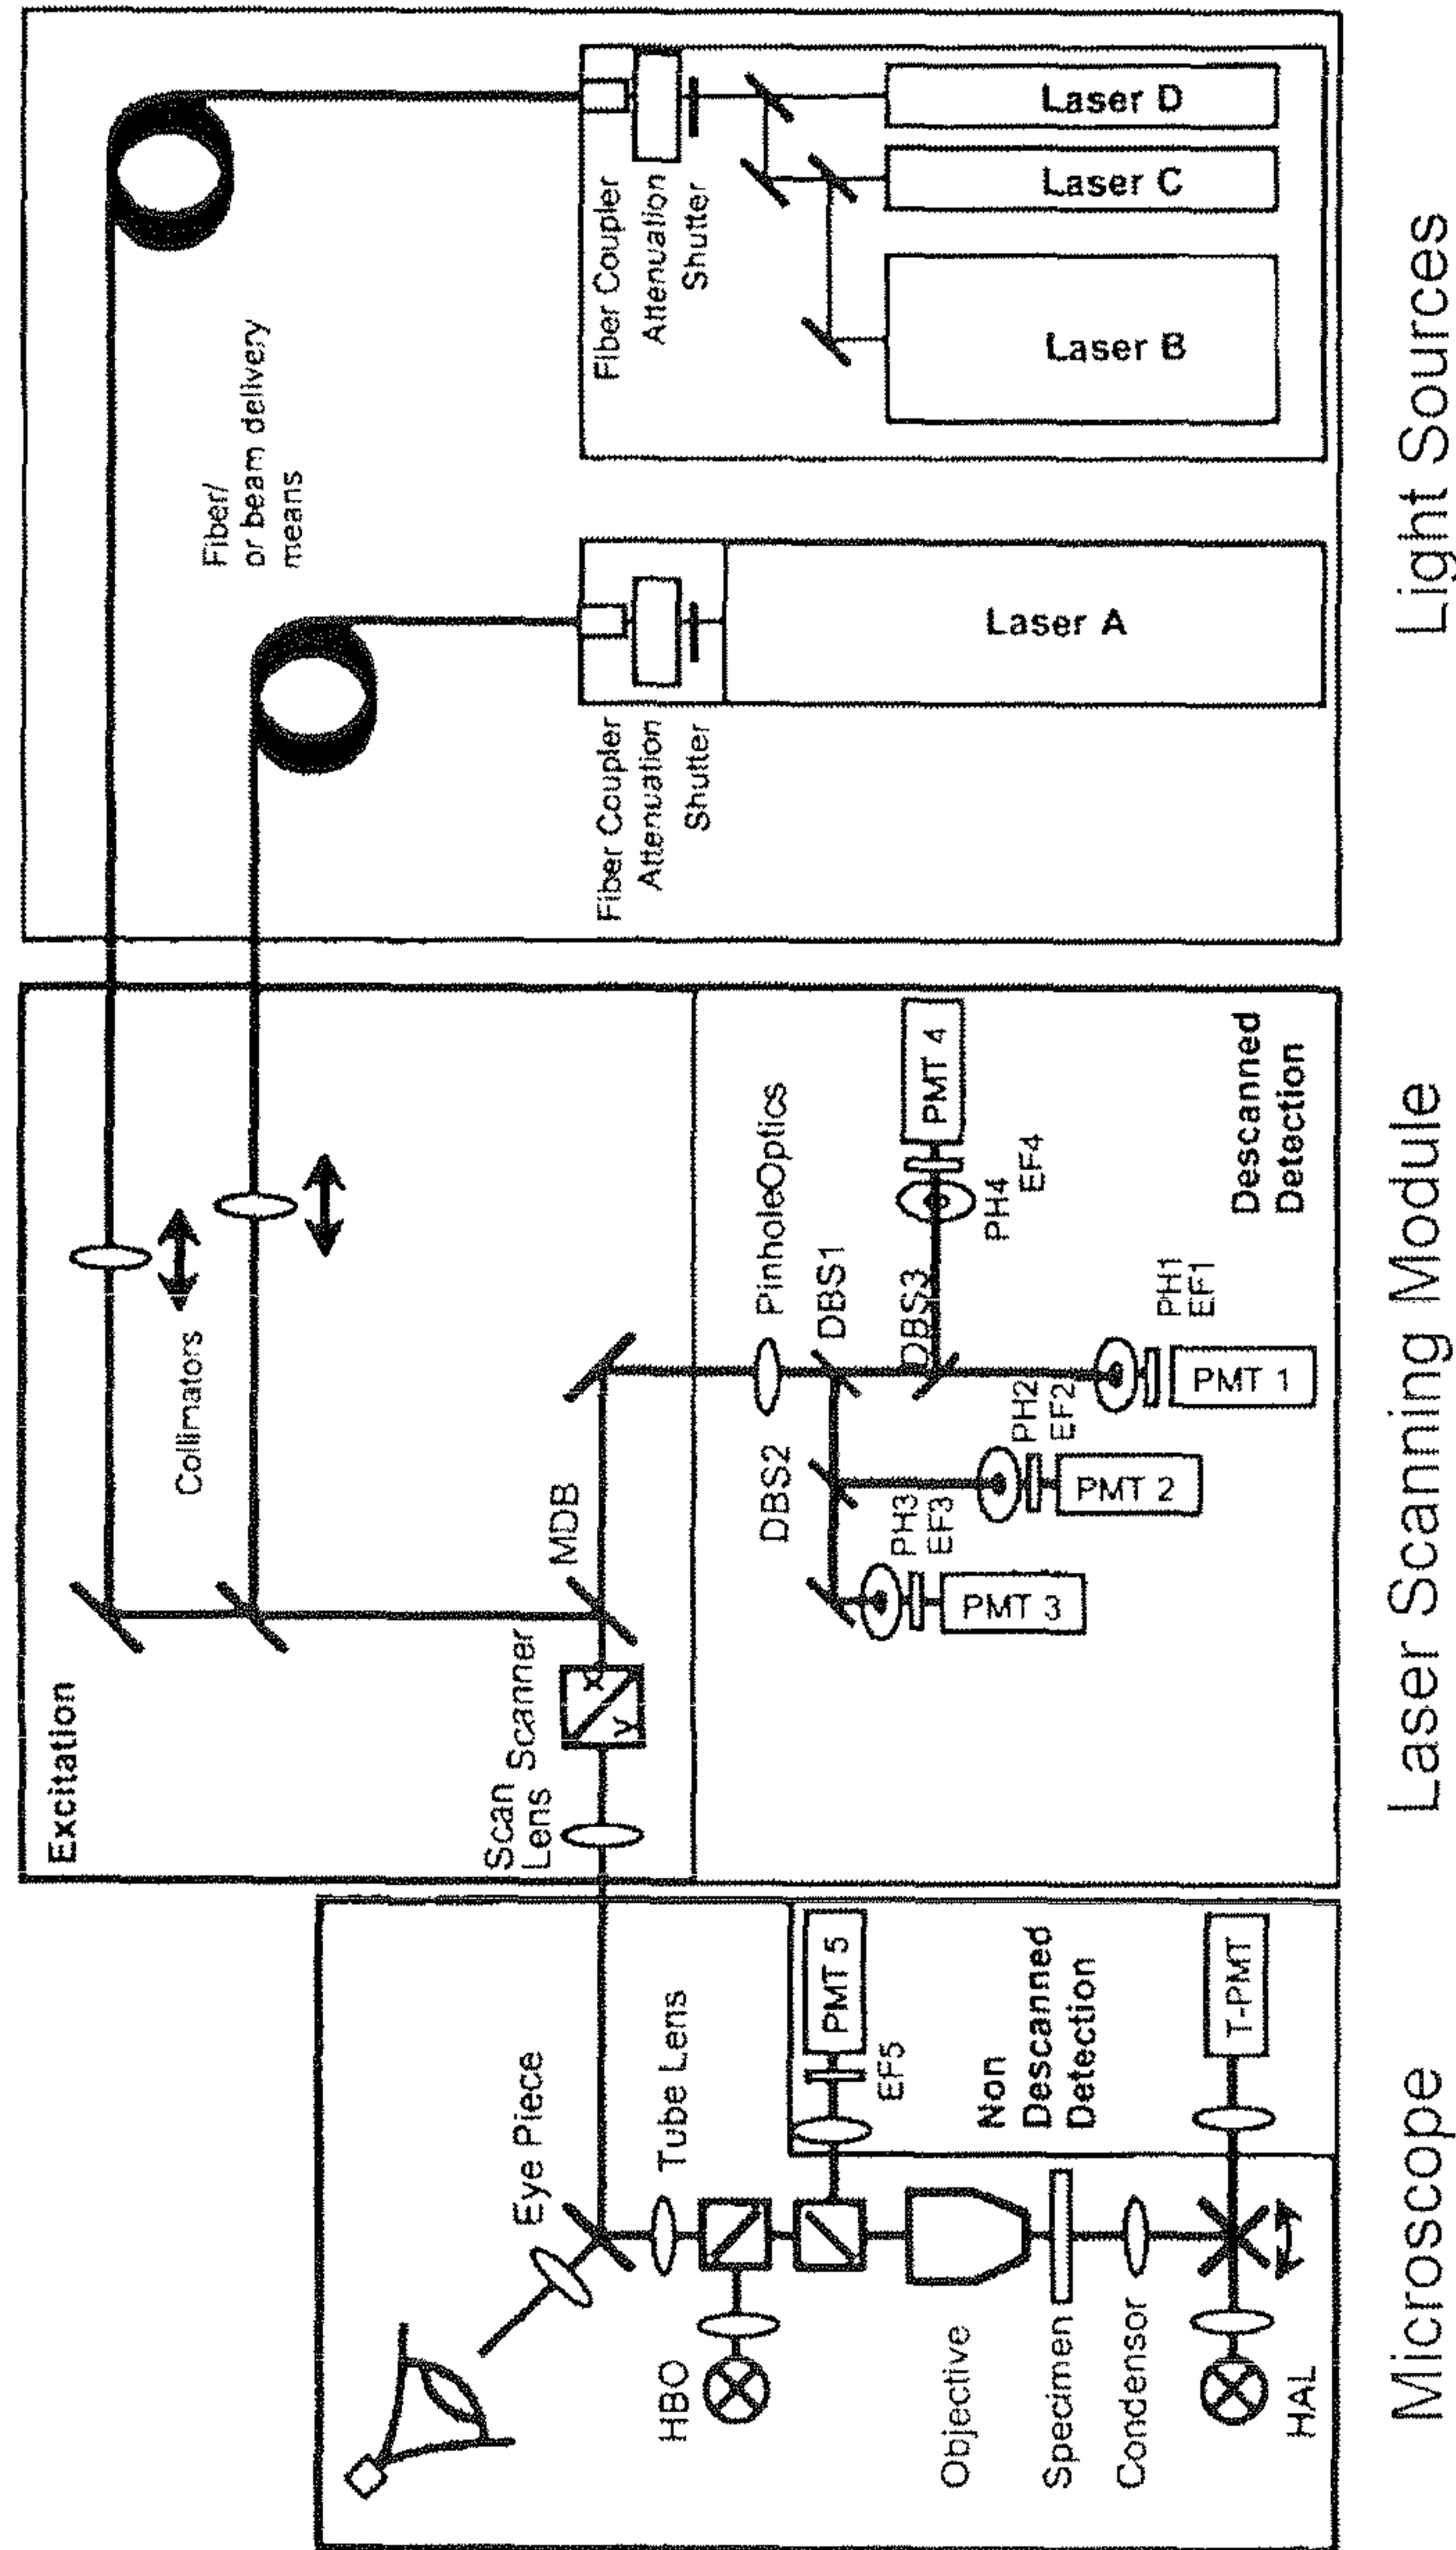 Microscope
Laser Scanning Module
Light Sources
Eye Piece
Tube Lens
HBO
PMT 5
EF5
Objective
Non
Descanned
Detection
Specimen
Condensor
T-PMT
HAL
Excitation
Collimators
MDB
Scan
Lens
Scanner
y
x
PinholeOptics
DBS2
DBS1
DBS3
PMT 4
PH4
EF4
PH3
EF3
PMT 3
PH2
EF2
PMT 2
PH1
EF1
PMT 1
Descanned
Detection
Fiber/
or beam delivery
means
Fiber Coupler
Attenuation
Shutter
Laser A
Fiber Coupler
Attenuation
Shutter
Laser B
Laser C
Laser D